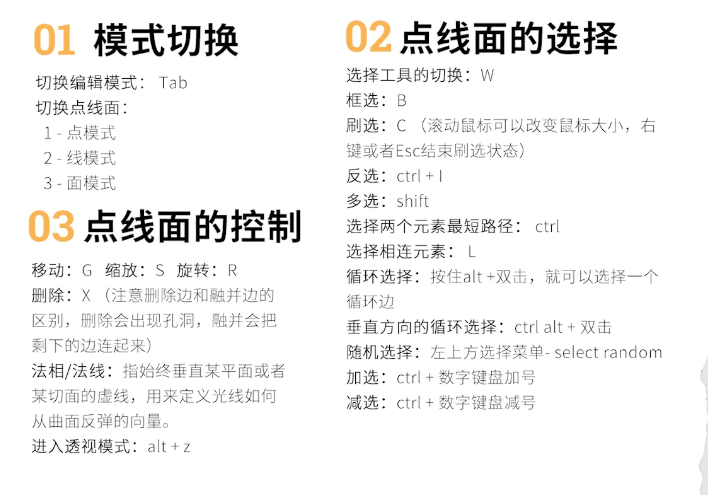 01 模式切换
切换编辑模式： Tab
切换点线面：
1 - 点模式
2 - 线模式
3 - 面模式
02 点线面的选择
选择工具的切换：W
框选：B
刷选：C （滚动鼠标可以改变鼠标大小，右
键或者Esc结束刷选状态）
反选：ctrl + I
多选：shift
选择两个元素最短路径： ctrl
选择相连元素： L
循环选择：按住alt +双击，就可以选择一个
循环边
垂直方向的循环选择：ctrl alt + 双击
随机选择：左上方选择菜单- select random
加选：ctrl + 数字键盘加号
减选：ctrl + 数字键盘减号
03 点线面的控制
移动：G 缩放：S 旋转：R
删除：X （注意删除边和融并边的
区别，删除会出现孔洞，融并会把
剩下的边连起来）
法相/法线：指始终垂直某平面或者
某切面的虚线，用来定义光线如何
从曲面反弹的向量。
进入透视模式：alt + z